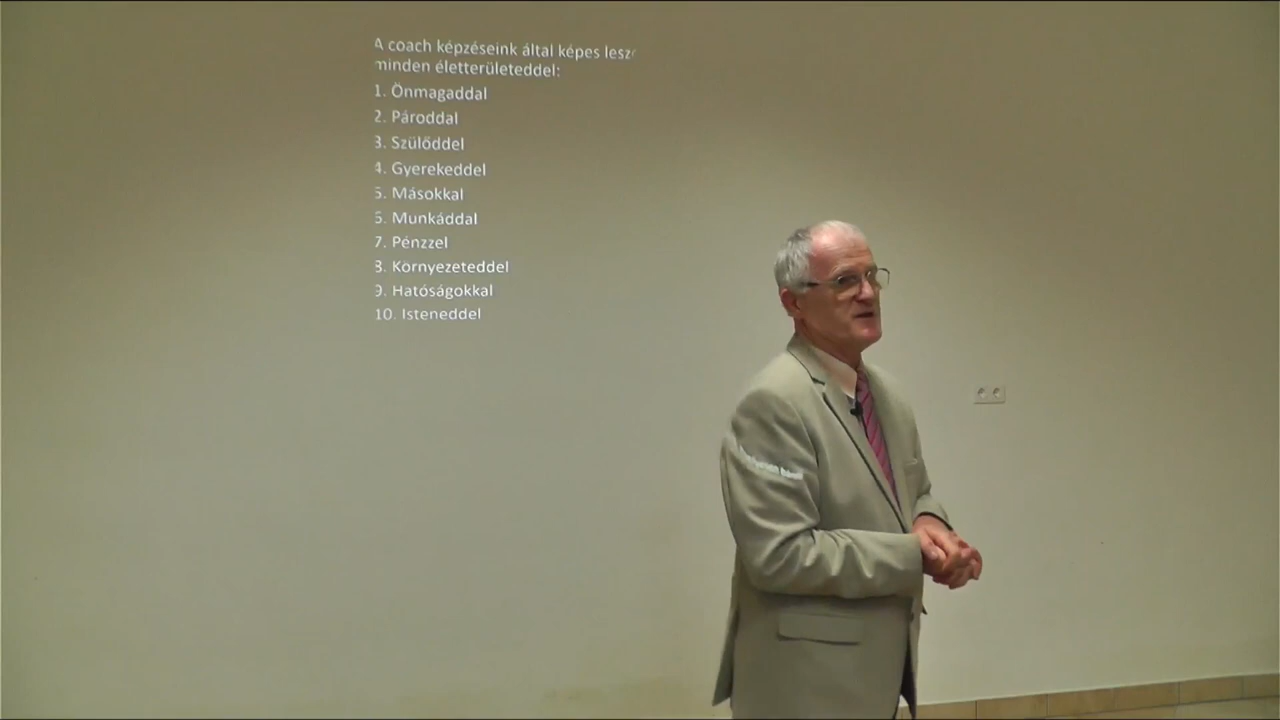 A coach képzéseink által képes lesz
minden életterületeddel:
1. Önmagaddal
2. Pároddal
3. Szülőddel
4. Gyerekeddel
5. Másokkal
6. Munkáddal
7. Pénzzel
8. Környezeteddel
9. Hatóságokkal
10. Isteneddel